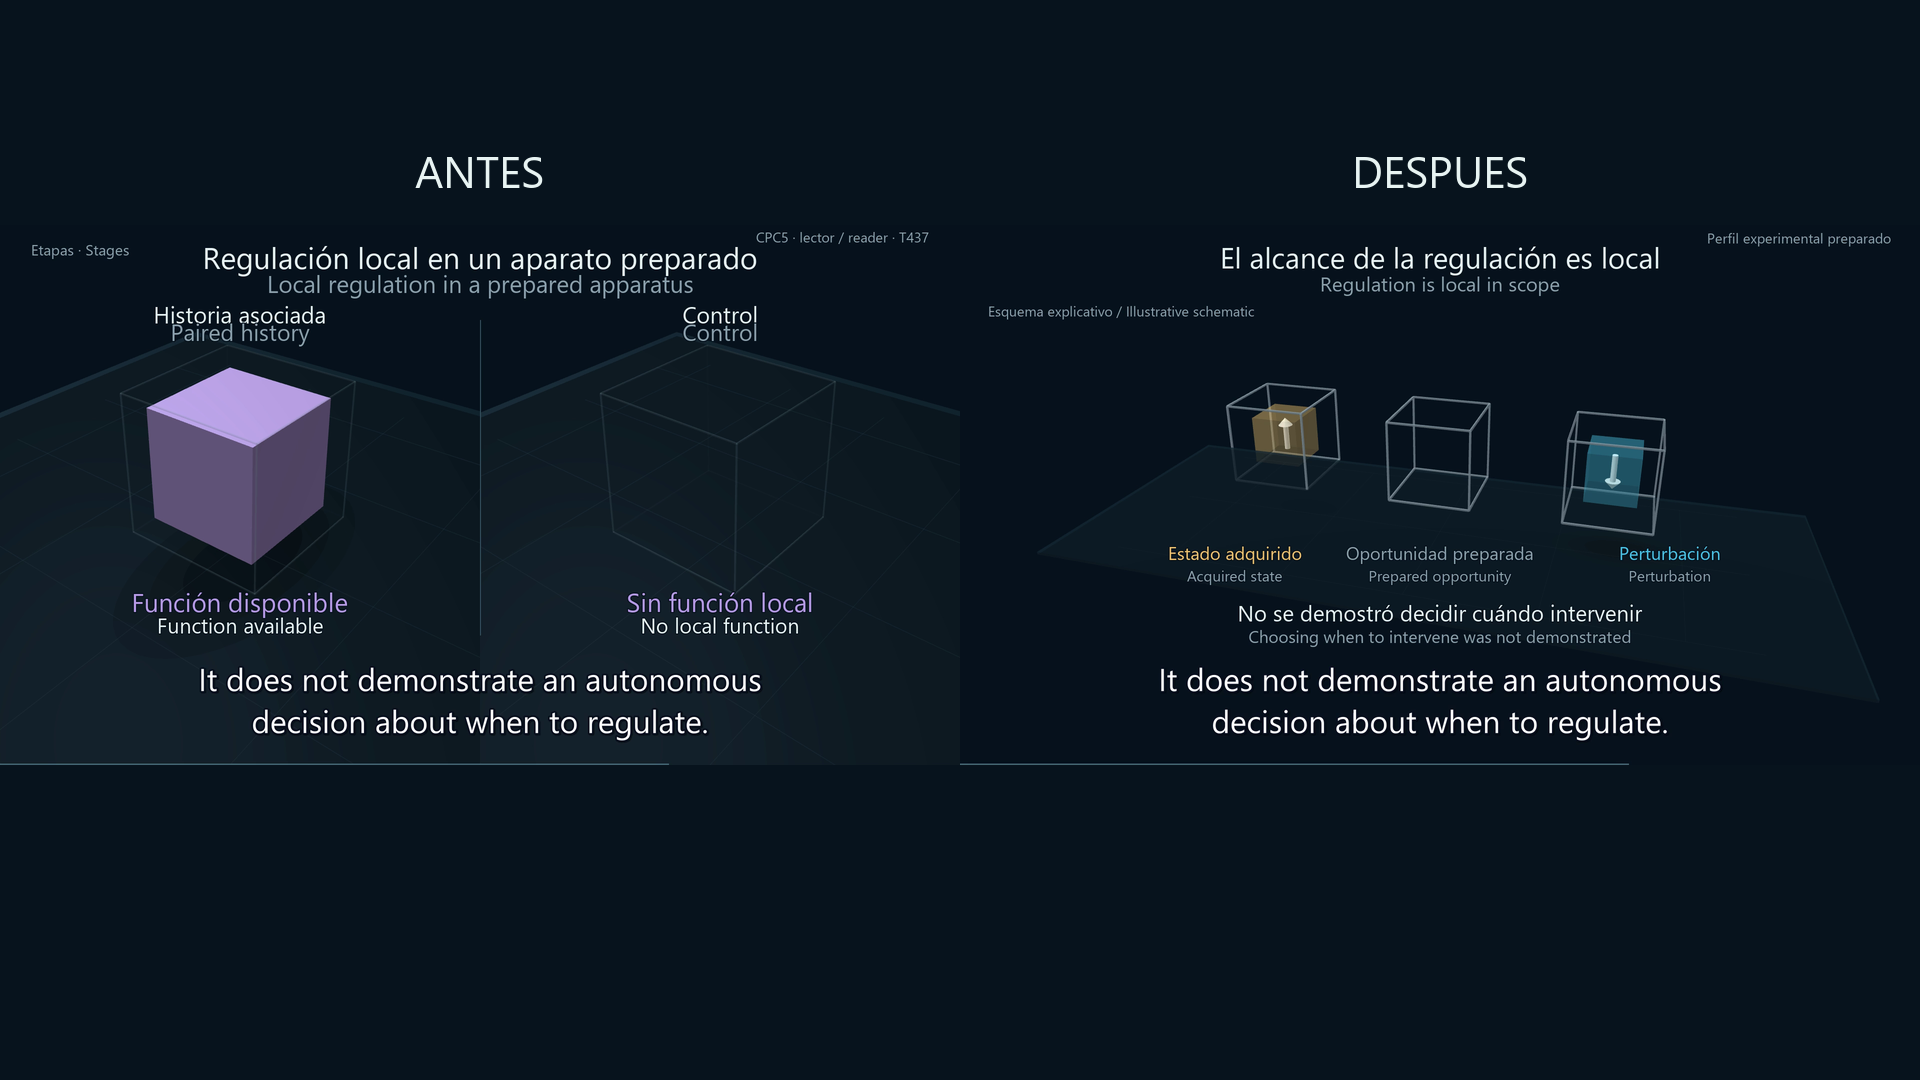 ANTES
Etapas · Stages
CPC5 · lector / reader · T437
Regulación local en un aparato preparado
Local regulation in a prepared apparatus
Historia asociada
Paired history
Control
Control
Función disponible
Function available
Sin función local
No local function
It does not demonstrate an autonomous
decision about when to regulate.
DESPUES
Perfil experimental preparado
El alcance de la regulación es local
Regulation is local in scope
Esquema explicativo / Illustrative schematic
Estado adquirido
Acquired state
Oportunidad preparada
Prepared opportunity
Perturbación
Perturbation
No se demostró decidir cuándo intervenir
Choosing when to intervene was not demonstrated
It does not demonstrate an autonomous
decision about when to regulate.